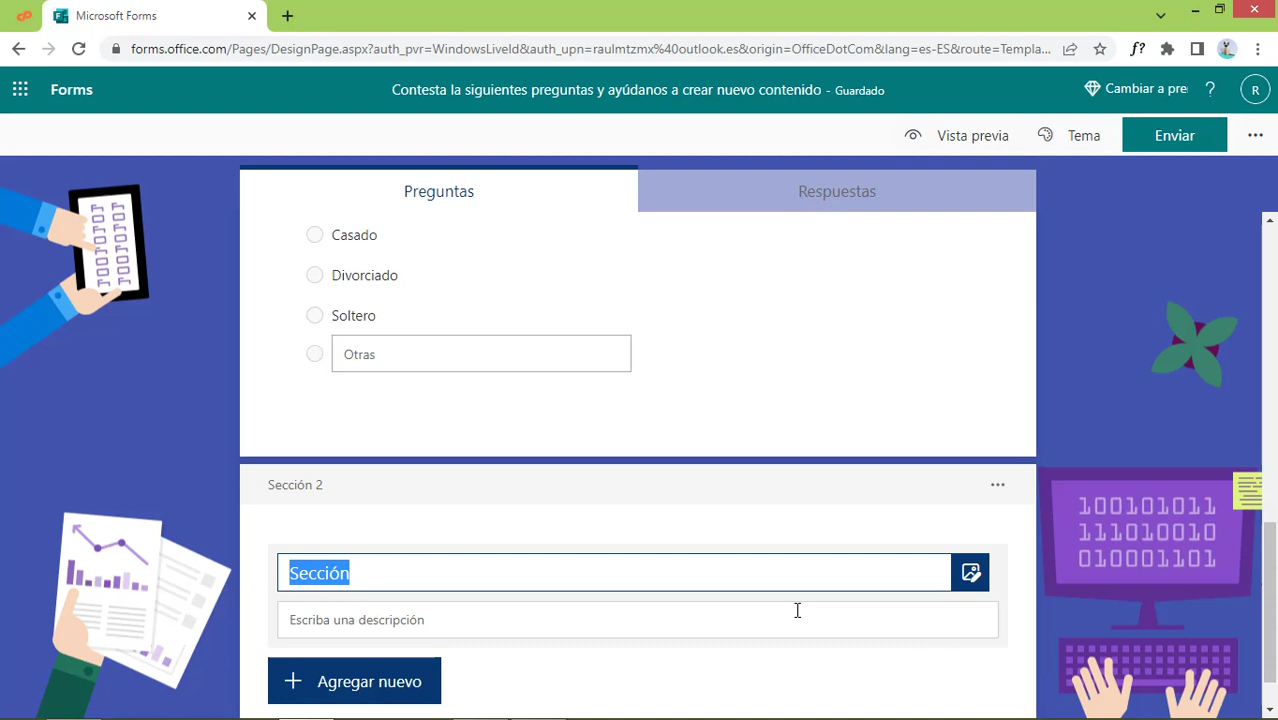 Microsoft Forms
forms.office.com/Pages/DesignPage.aspx?auth_pvr=WindowsLiveId&auth_upn=raulmtzmx%40outlook.es&origin=OfficeDotCom&lang=es-ES&route=Templa...
f?
Forms
Contesta la siguientes preguntas y ayúdanos a crear nuevo contenido - Guardado
Cambiar a pre
?
R
Vista previa
Tema
Enviar
Preguntas
Respuestas
Casado
Divorciado
Soltero
Otras
Sección 2
Sección
Escriba una descripción
Agregar nuevo
100101011
111010010
010001101